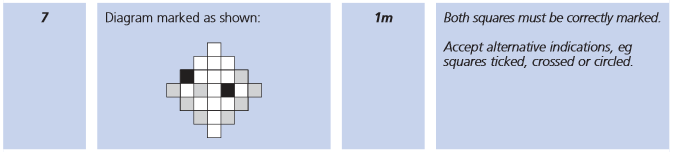 7
Diagram marked as shown:
1m
Both squares must be correctly marked.
Accept alternative indications, eg
squares ticked, crossed or circled.